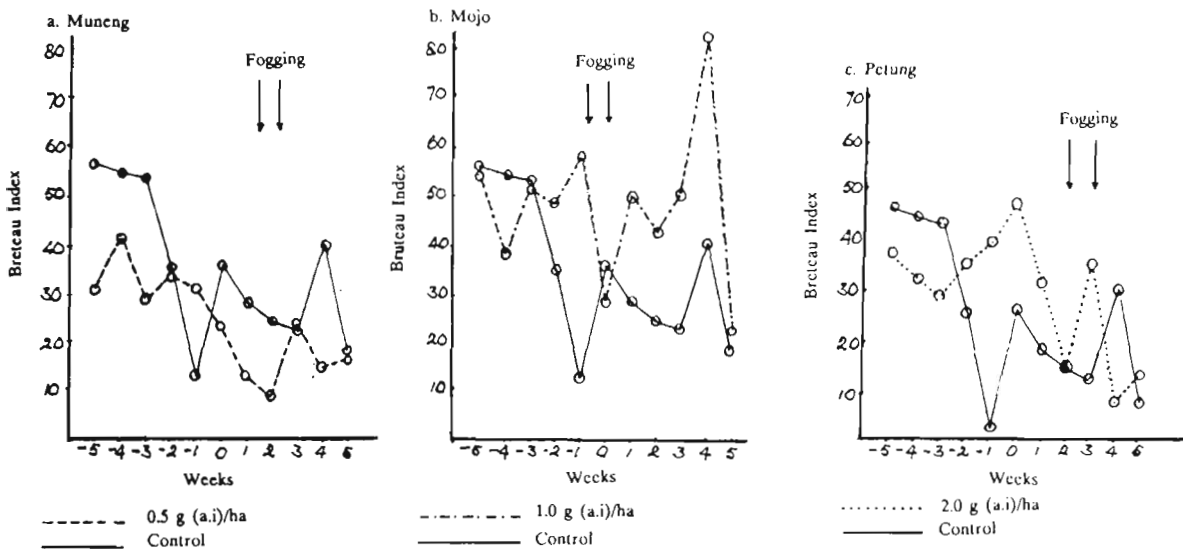 a. Muneng
80
70
60
50
40
30
20
10
Breteau Index
Fogging
-5 -4 -3 -2 -1 0 1 2 3 4 5
Weeks
0.5 g (a.i)/ha
Control
b. Mojo
80
70
60
50
40
30
20
10
Bruteau Index
Fogging
-5 -4 -3 -2 -1 0 1 2 3 4 5
Weeks
1.0 g (a.i)/ha
Control
c. Petung
70
60
50
40
30
20
10
Breteau Index
Fogging
-5 -4 -3 -2 -1 0 1 2 3 4 5
Weeks
2.0 g (a.i)/ha
Control